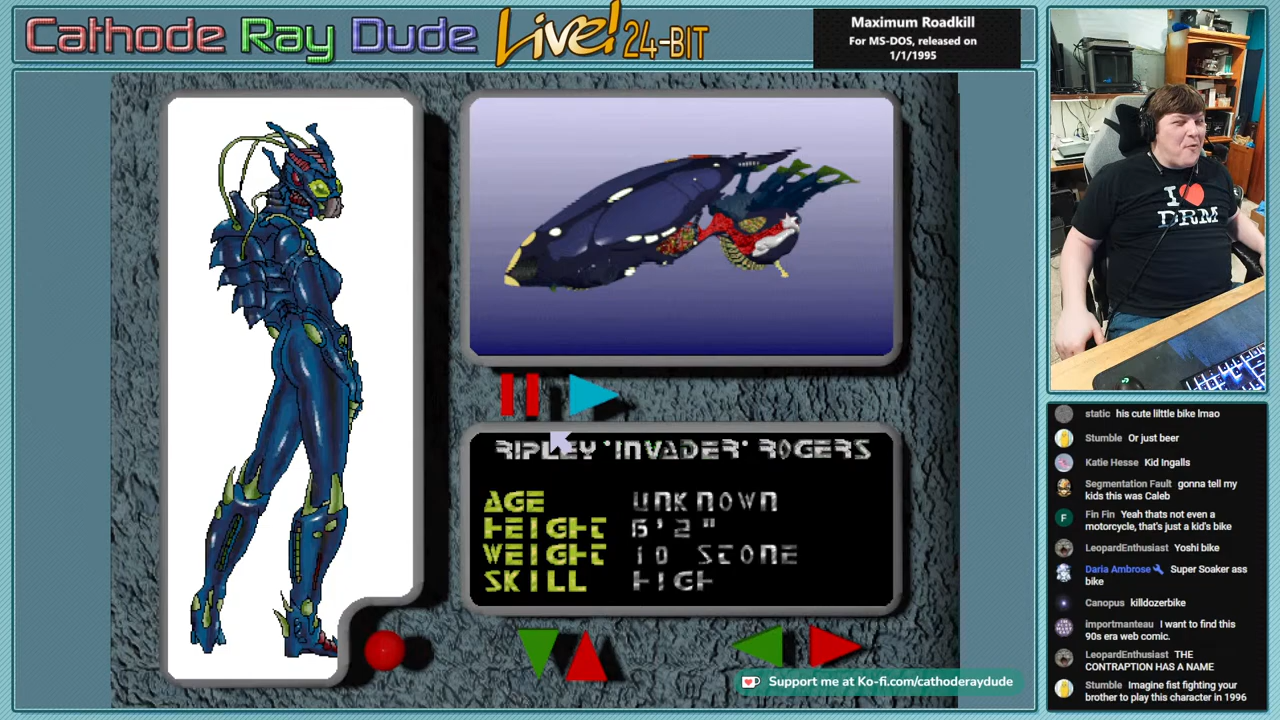 Cathode Ray Dude Live! 24-BIT
Maximum Roadkill
For MS-DOS, released on
1/1/1995
I ❤ DRM
RIPLEY 'INVADER' ROGERS
AGE UNKNOWN
HEIGHT 6'2"
WEIGHT 10 STONE
SKILL HIGH
Support me at Ko-fi.com/cathoderaydude
static his cute lilttle bike lmao
Stumble Or just beer
Katie Hesse Kid Ingalls
Segmentation Fault gonna tell my
kids this was Caleb
F
Fin Fin Yeah thats not even a
motorcycle, that's just a kid's bike
LeopardEnthusiast Yoshi bike
Daria Ambrose Super Soaker ass
bike
Canopus killdozerbike
importmanteau I want to find this
90s era web comic.
LeopardEnthusiast THE
CONTRAPTION HAS A NAME
Stumble Imagine fist fighting your
brother to play this character in 1996